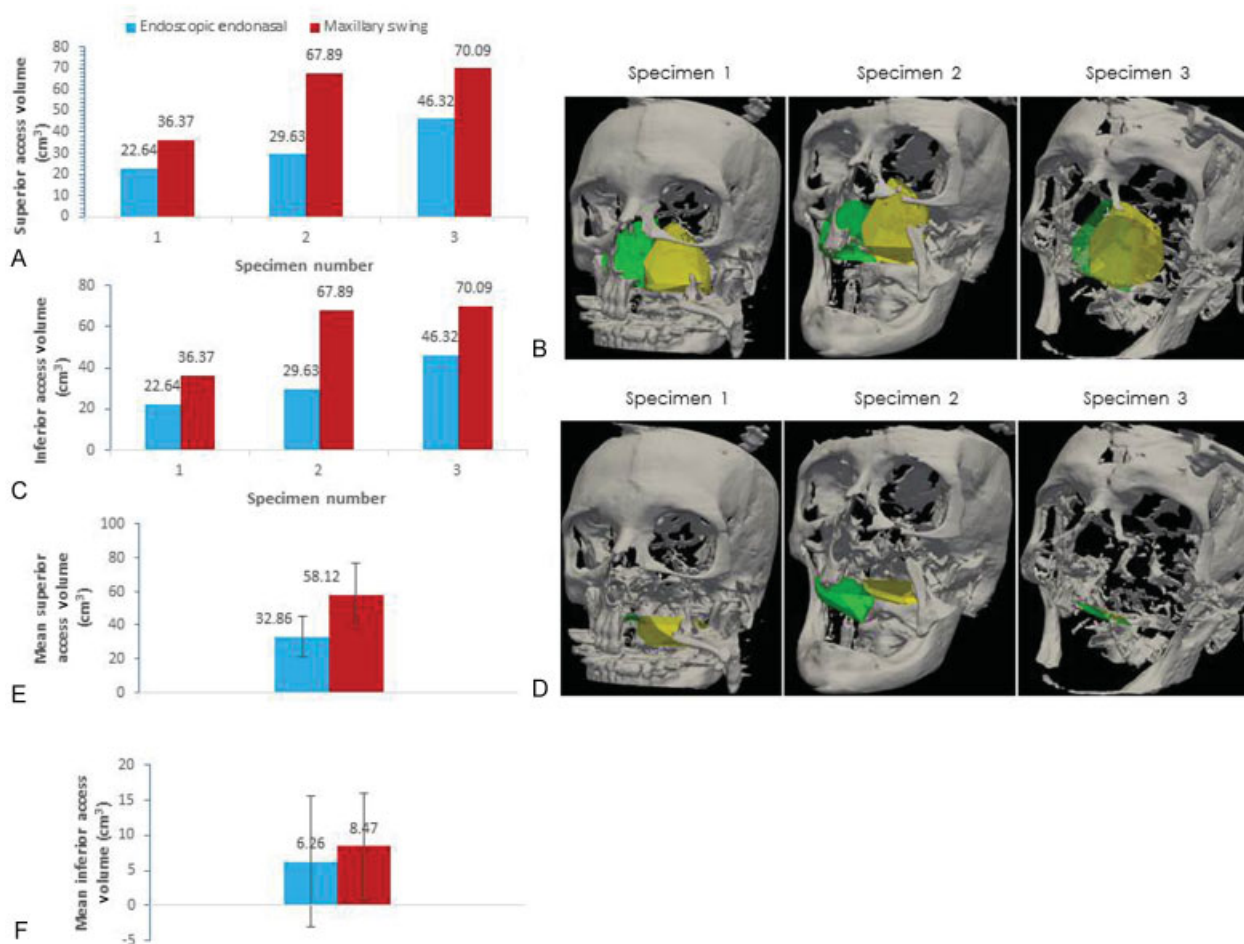 Endoscopic endonasal Maxillary swing
Superior access volume
(cm³)
80
70
60
50
40
30
20
10
0
22.64
36.37
29.63
67.89
46.32
70.09
1 2 3
Specimen number
A
Specimen 1 Specimen 2 Specimen 3
B
Inferior access volume
(cm³)
80
60
40
20
0
22.64
36.37
29.63
67.89
46.32
70.09
1 2 3
Specimen number
C
Specimen 1 Specimen 2 Specimen 3
D
Mean superior
access volume
(cm³)
100
80
60
40
20
0
32.86
58.12
E
Mean inferior access
volume (cm³)
20
15
10
5
0
-5
6.26
8.47
F